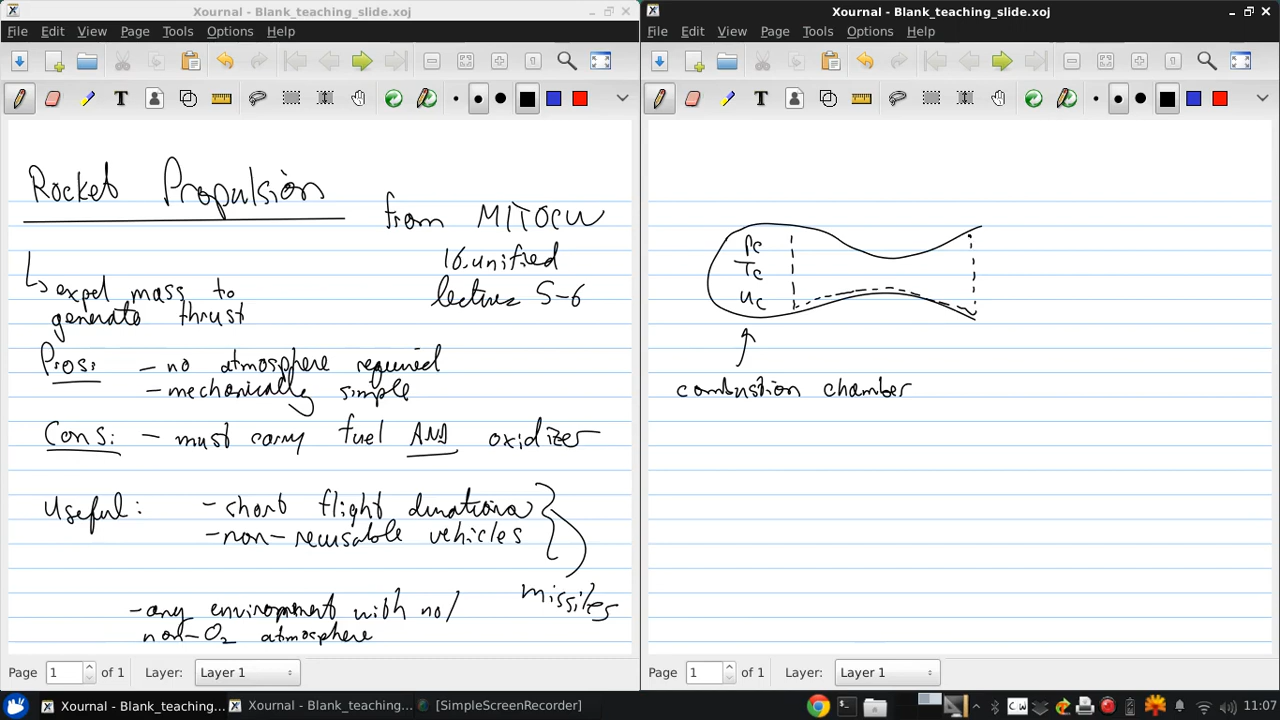 Xournal - Blank_teaching_slide.xoj
File Edit View Page Tools Options Help
Rocket Propulsion
from MITOCW
16.unified
lecture 5-6
expel mass to
generate thrust
Pros: - no atmosphere required
- mechanically simple
Cons: - must carry fuel AND oxidizer
Useful: - short flight durations
- non-reusable vehicles
missiles
- any environment with no/
non-O2 atmosphere
Page 1 of 1 Layer: Layer 1
Xournal - Blank_teaching_slide.xoj
File Edit View Page Tools Options Help
Pc
Tc
uc
combustion chamber
Page 1 of 1 Layer: Layer 1
Xournal - Blank_teaching... Xournal - Blank_teaching... [SimpleScreenRecorder] CW 11:07